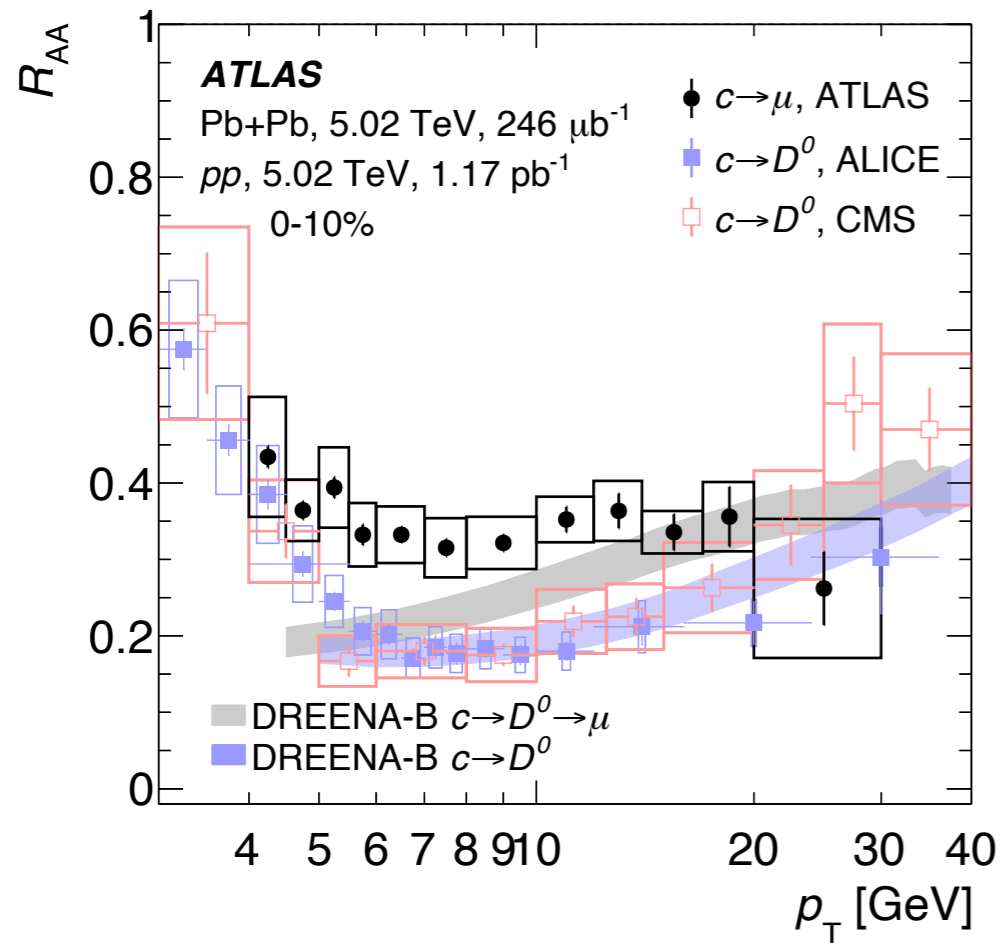 R_AA
1
0.8
0.6
0.4
0.2
0
ATLAS
Pb+Pb, 5.02 TeV, 246 μb⁻¹
pp, 5.02 TeV, 1.17 pb⁻¹
0-10%
c→μ, ATLAS
c→D⁰, ALICE
c→D⁰, CMS
DREENA-B c→D⁰→μ
DREENA-B c→D⁰
4 5 6 7 8 9 10 20 30 40
p_T [GeV]